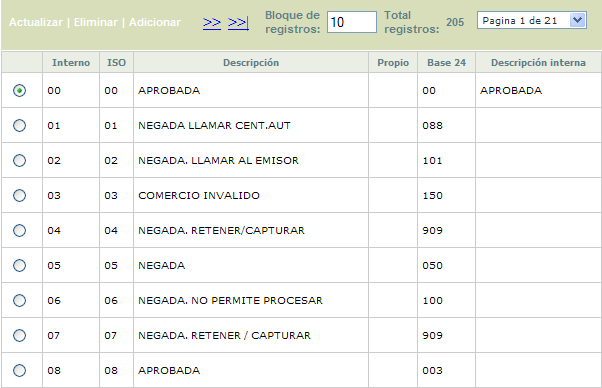 Actualizar | Eliminar | Adicionar >> >>| Bloque de registros: 10 Total registros: 205 Pagina 1 de 21
Interno ISO Descripción Propio Base 24 Descripción interna
00 00 APROBADA 00 APROBADA
01 01 NEGADA LLAMAR CENT.AUT 088
02 02 NEGADA. LLAMAR AL EMISOR 101
03 03 COMERCIO INVALIDO 150
04 04 NEGADA. RETENER/CAPTURAR 909
05 05 NEGADA 050
06 06 NEGADA. NO PERMITE PROCESAR 100
07 07 NEGADA. RETENER / CAPTURAR 909
08 08 APROBADA 003